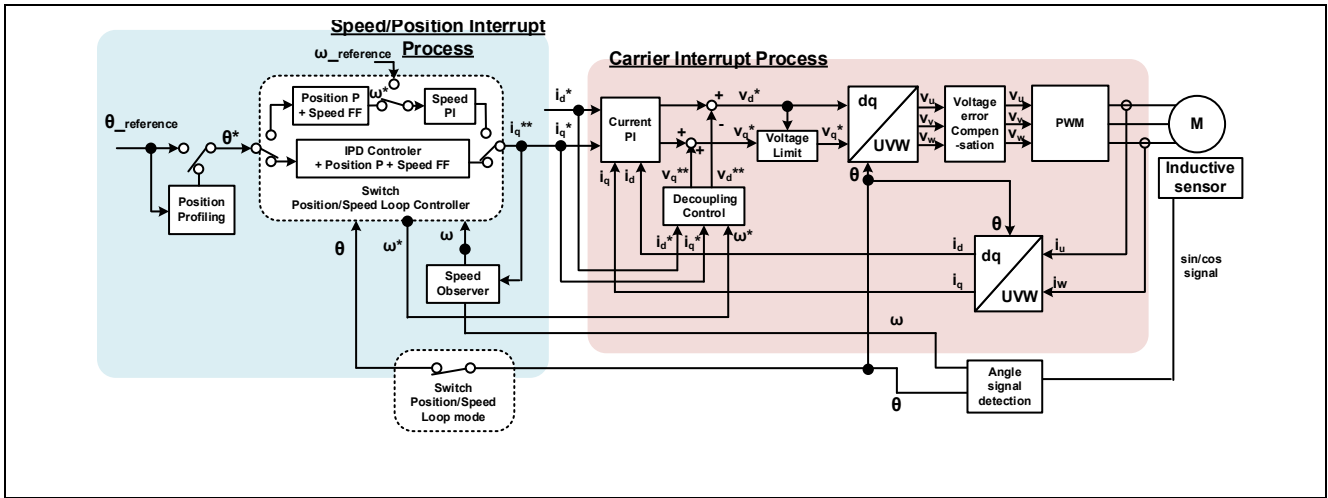 Speed/Position Interrupt
Process
ω_reference
Carrier Interrupt Process
θ_reference
θ*
Position
Profiling
Position P
+ Speed FF
ω*
Speed
PI
IPD Controler
+ Position P + Speed FF
Switch
Position/Speed Loop Controller
iq**
id*
iq*
Current
PI
iq
id
+
-
+
+
vd*
vq*
vq**
vd**
Voltage
Limit
vq*
Decoupling
Control
id*
iq*
ω*
dq
UVW
vu
vv
vw
Voltage
error
Compen
-sation
vu
vv
vw
PWM
M
Inductive
sensor
sin/cos
signal
θ
θ
dq
UVW
id
iq
iu
iw
θ
ω*
ω
Speed
Observer
ω
Switch
Position/Speed
Loop mode
θ
Angle
signal
detection